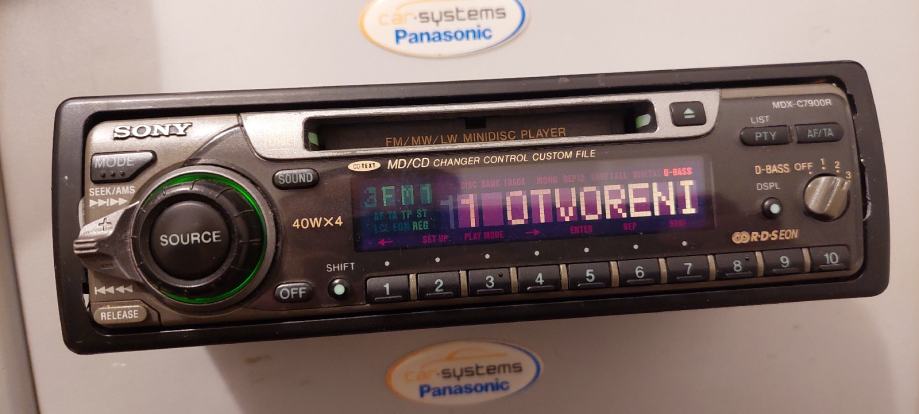 car-systems
Panasonic
SONY
MDX-C7900R
FM/MW/LW MINIDISC PLAYER
LIST
PTY
AF/TA
MODE
CD TEXT
MD/CD CHANGER CONTROL CUSTOM FILE
SEEK/AMS
SOUND
D-BASS OFF 1 2 3
D-BASS
3FM1
1 OTVORENI
DSPL
+
SOURCE
40W×4
REG
SET UP
PLAY MODE
ENTER
REP
R·D·S EON
SHIFT
OFF
1 2 3 4 5 6 7 8 9 10
RELEASE
car-systems
Panasonic